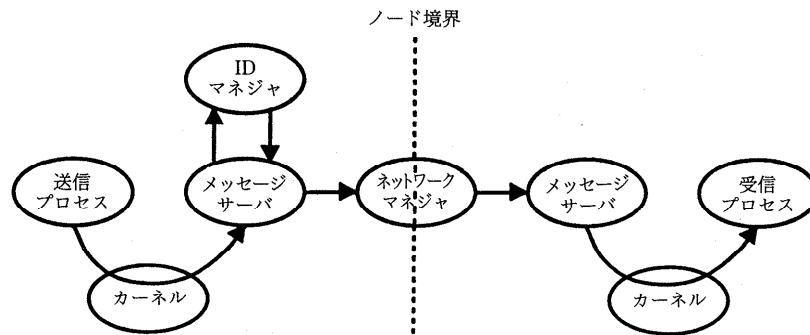 ノード境界
ID
マネジャ
送信
プロセス
メッセージ
サーバ
ネットワーク
マネジャ
メッセージ
サーバ
受信
プロセス
カーネル
カーネル